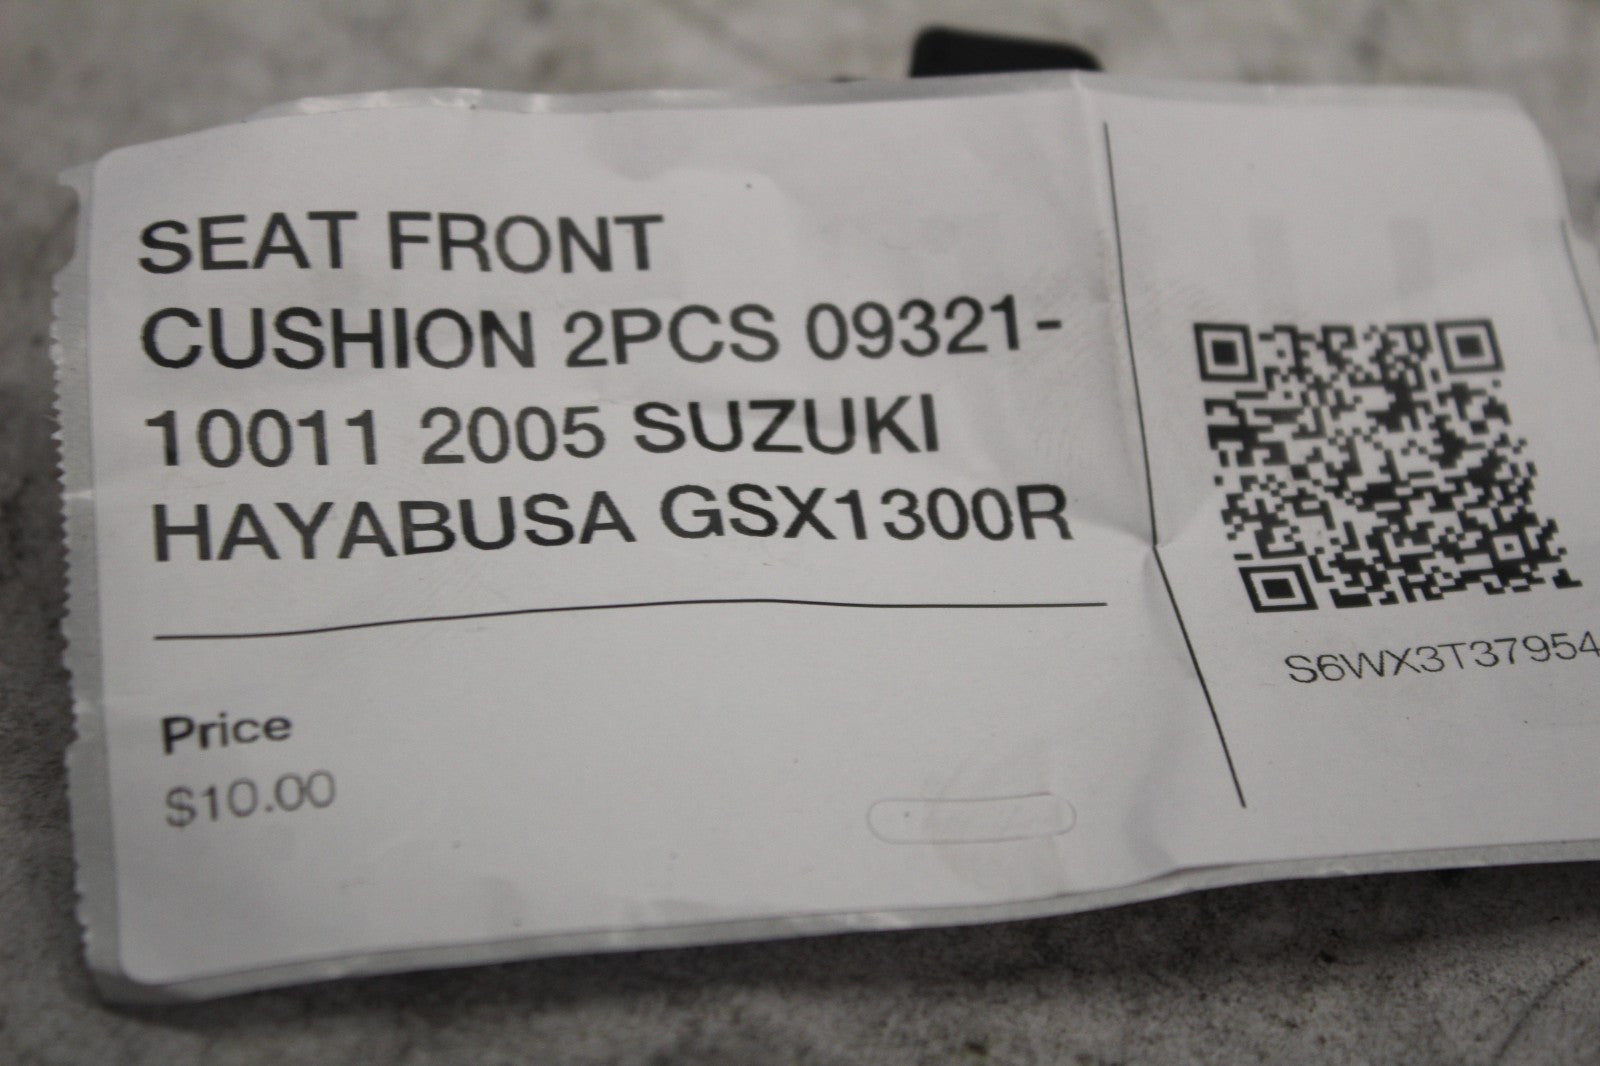 SEAT FRONT
CUSHION 2PCS 09321-
10011 2005 SUZUKI
HAYABUSA GSX1300R
Price
$10.00
S6WX3T37954